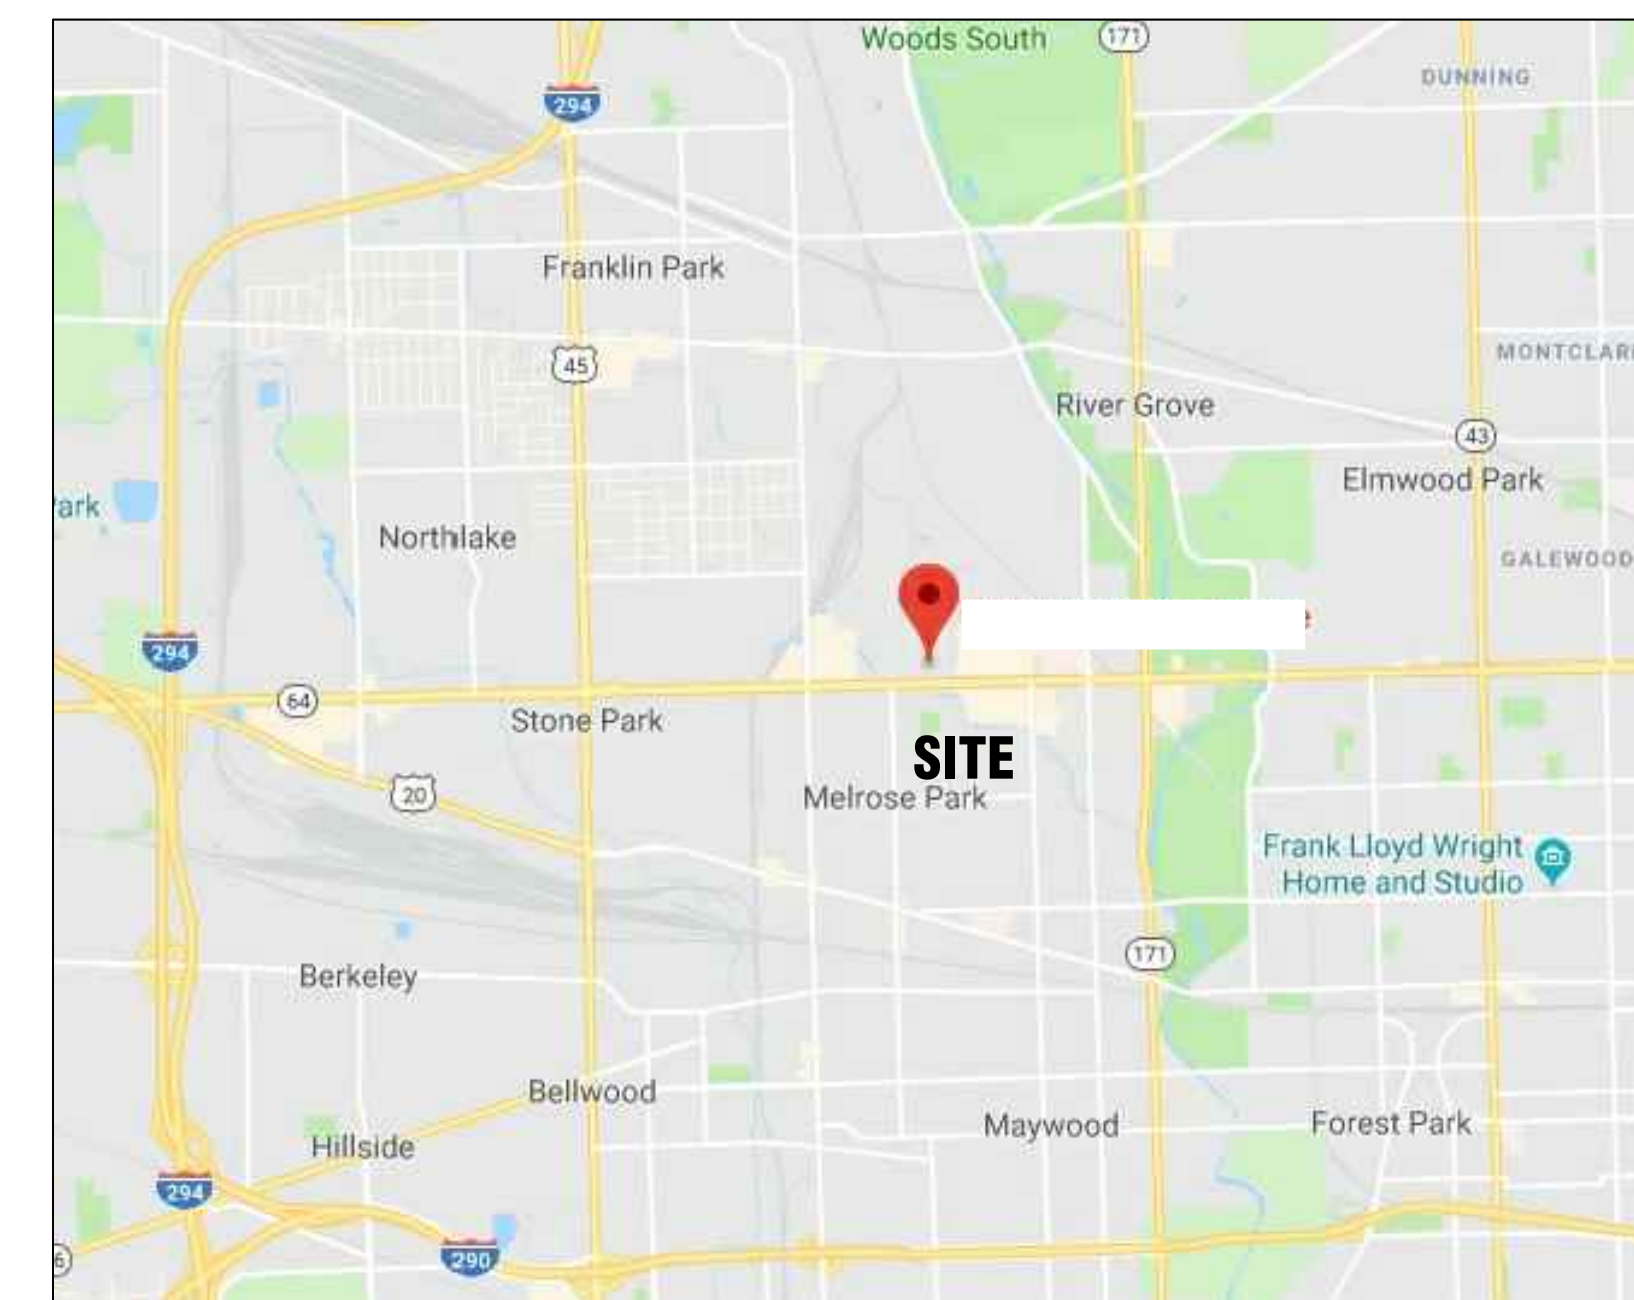 Woods South
171
DUNNING
294
Franklin Park
MONTCLAR
45
River Grove
43
Elmwood Park
ark
Northlake
GALEWOOD
294
64
Stone Park
SITE
20
Melrose Park
Frank Lloyd Wright
Home and Studio
171
Berkeley
Bellwood
Maywood
Forest Park
Hillside
294
290
6